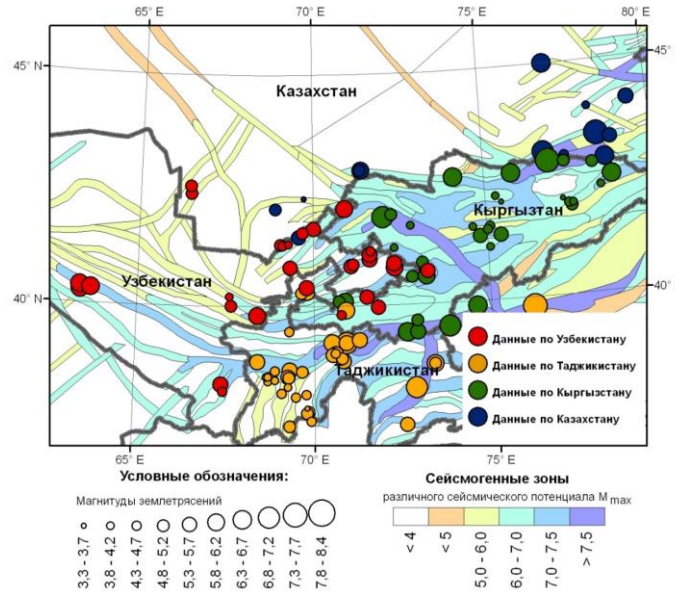 65° E 70° E 75° E 80° E
45° N
45° N
Казахстан
Кыргызтан
Узбекистан
40° N
40° N
Таджикистан
Данные по Узбекистану
Данные по Таджикистану
Данные по Кыргызстану
Данные по Казахстану
65° E 70° E 75° E
Условные обозначения:
Магнитуды землетрясений
3,3 - 3,7
3,8 - 4,2
4,3 - 4,7
4,8 - 5,2
5,3 - 5,7
5,8 - 6,2
6,3 - 6,7
6,8 - 7,2
7,3 - 7,7
7,8 - 8,4
Сейсмогенные зоны
различного сейсмического потенциала M max
< 4
< 5
5,0 - 6,0
6,0 - 7,0
7,0 - 7,5
> 7,5